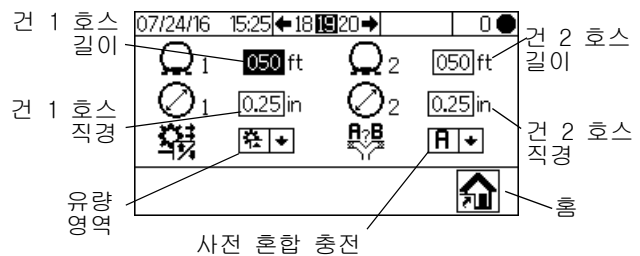 건 1 호스
길이
07/24/16 15:25 18 19 20 0
건 2 호스
길이
1 050 ft 2 050 ft
건 1 호스
직경
1 0.25 in 2 0.25 in
건 2 호스
직경
A?B A
유량
영역
홈
사전 혼합 충전